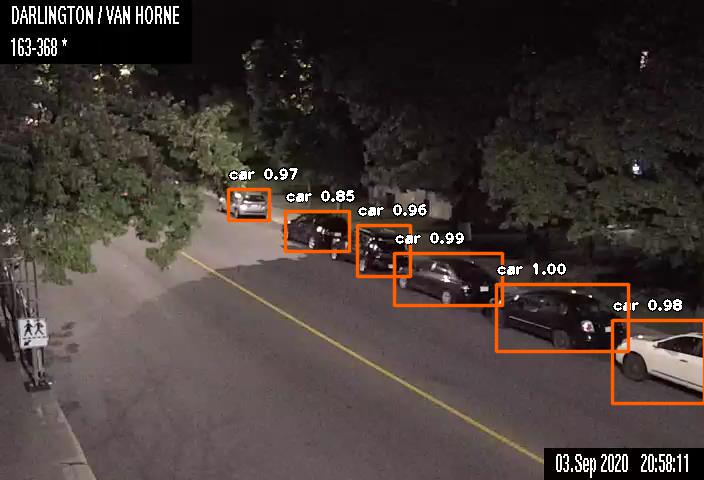 DARLINGTON / VAN HORNE
163-368 *
car 0.97
car 0.85
car 0.96
car 0.99
car 1.00
car 0.98
03.Sep 2020 20:58:11